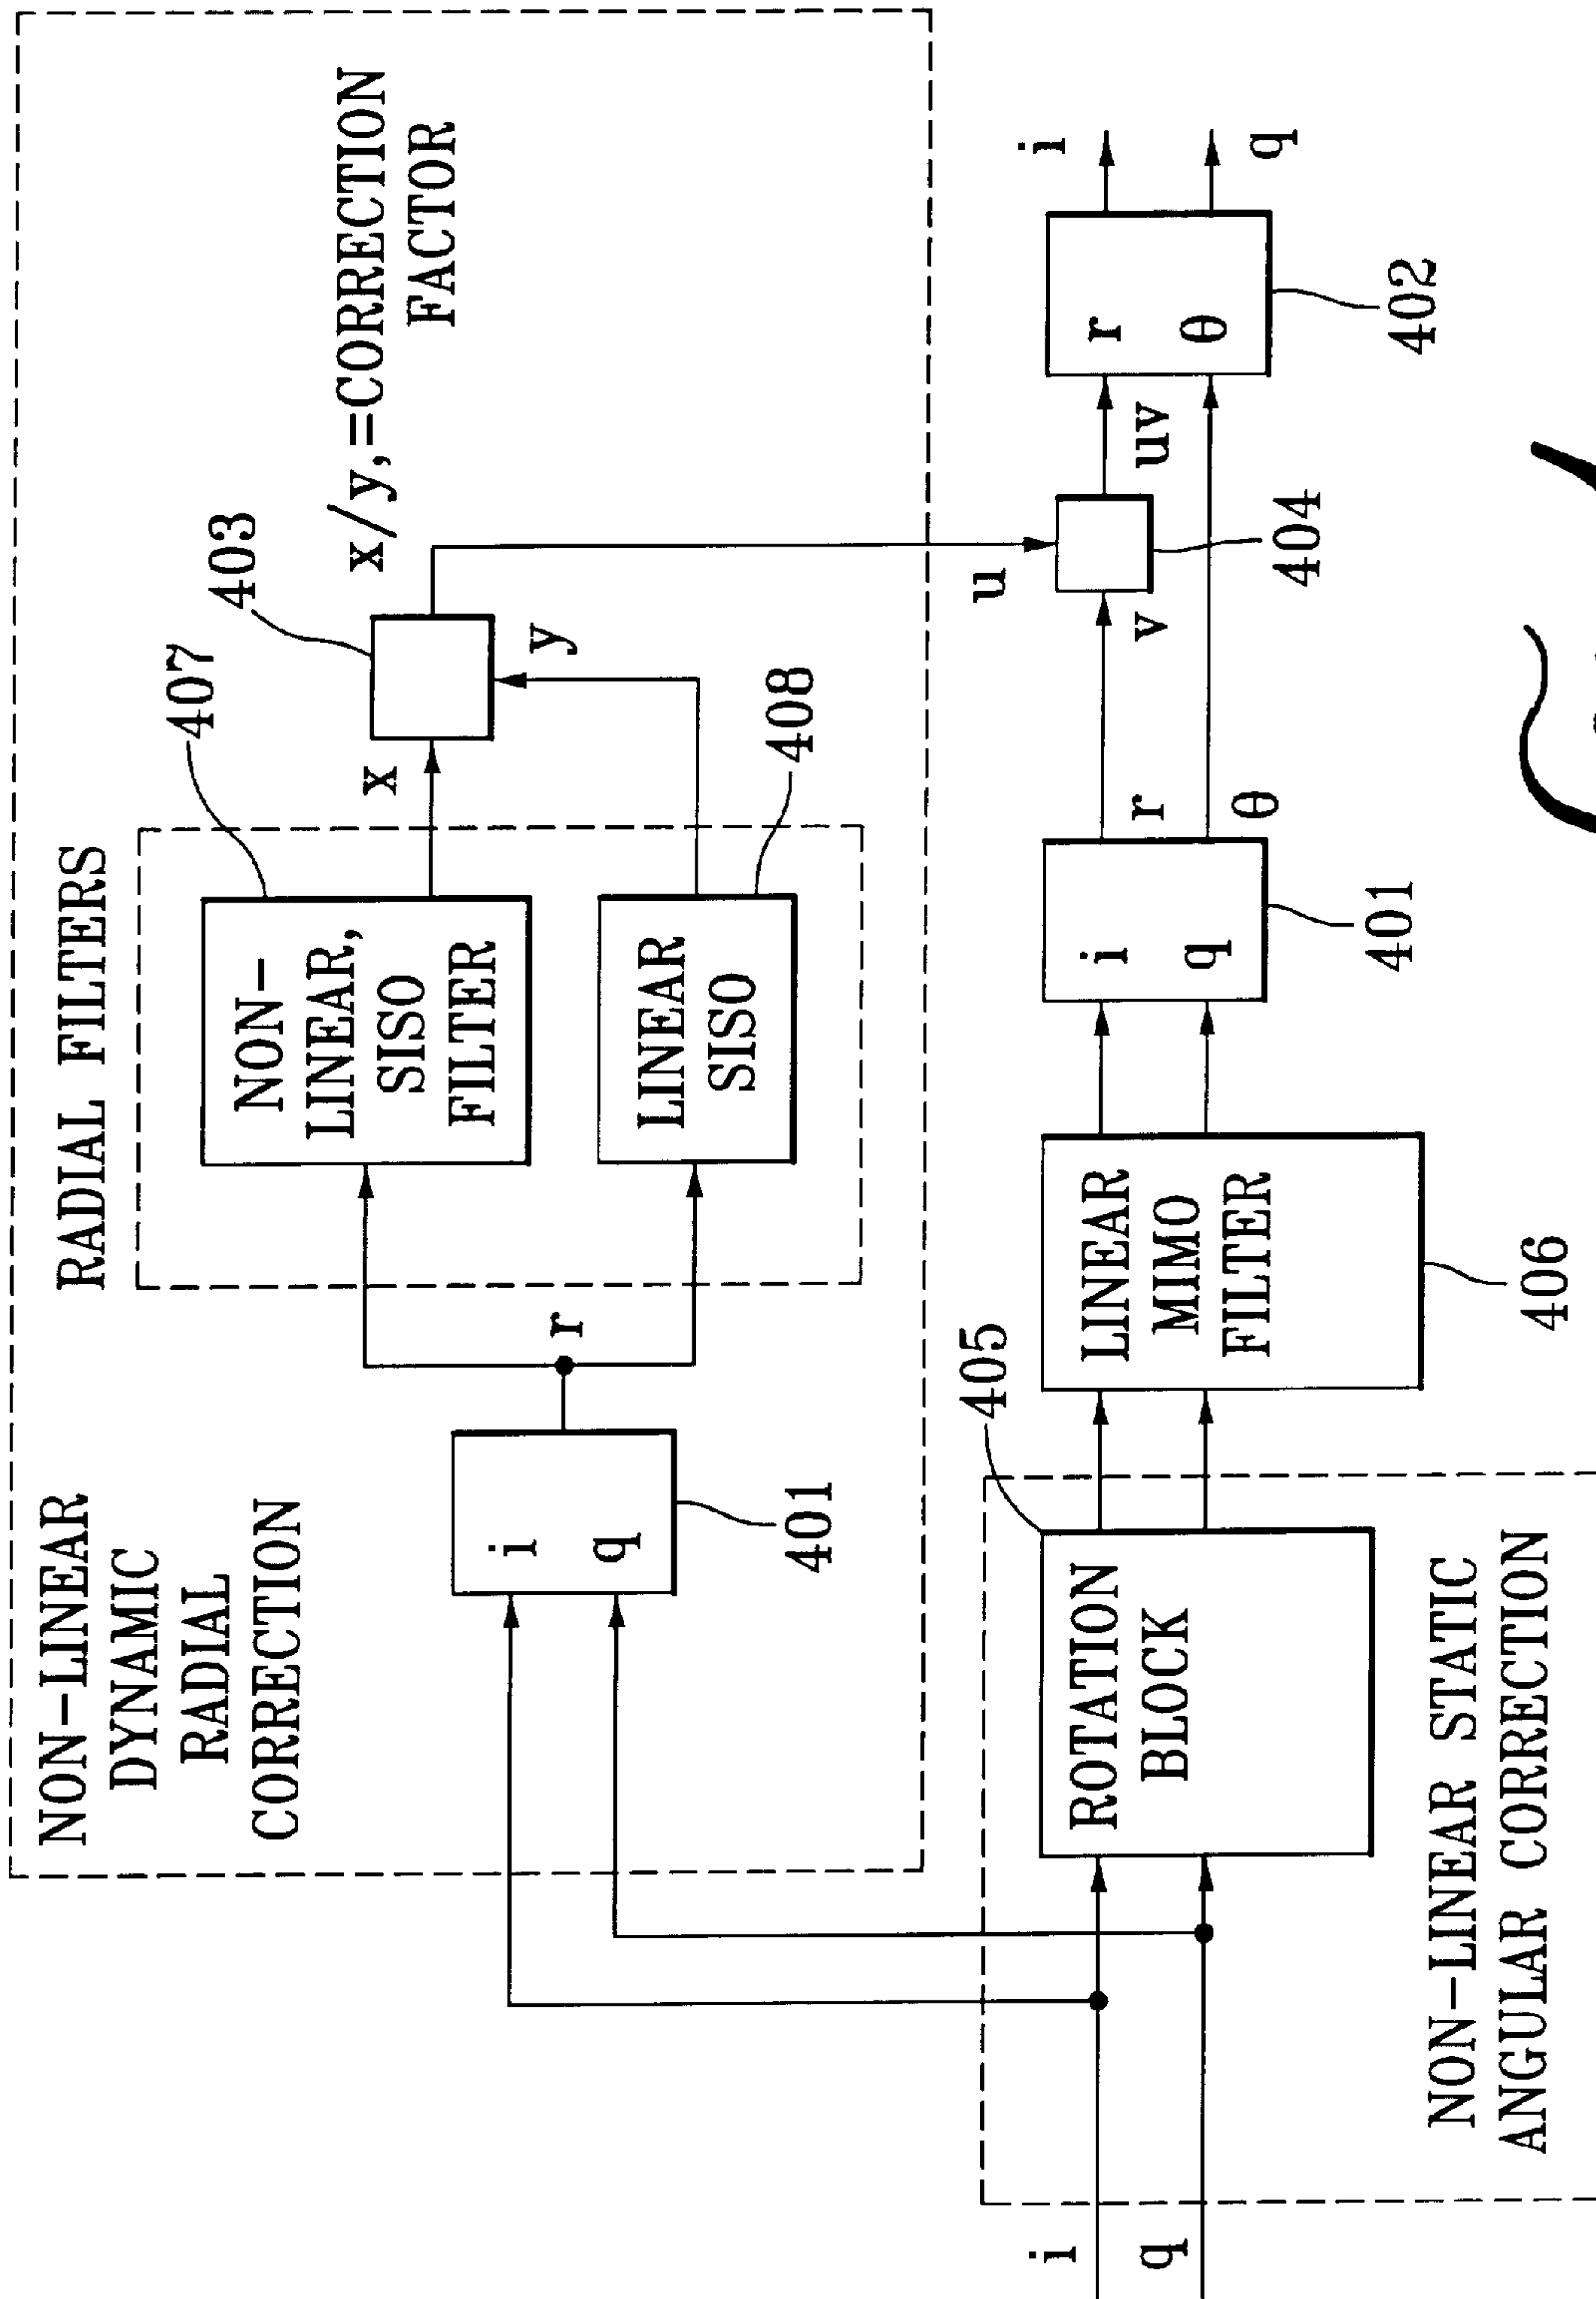 NON-LINEAR
DYNAMIC
RADIAL
CORRECTION
RADIAL FILTERS
NON-
LINEAR,
SISO
FILTER
407
403
x
x/y,=CORRECTION
FACTOR
y
LINEAR
SISO
408
r
i
q
401
u
i
q
ROTATION
BLOCK
405
LINEAR
MIMO
FILTER
406
i
q
401
r
θ
v
404
uv
r
θ
402
i
q
NON-LINEAR STATIC
ANGULAR CORRECTION